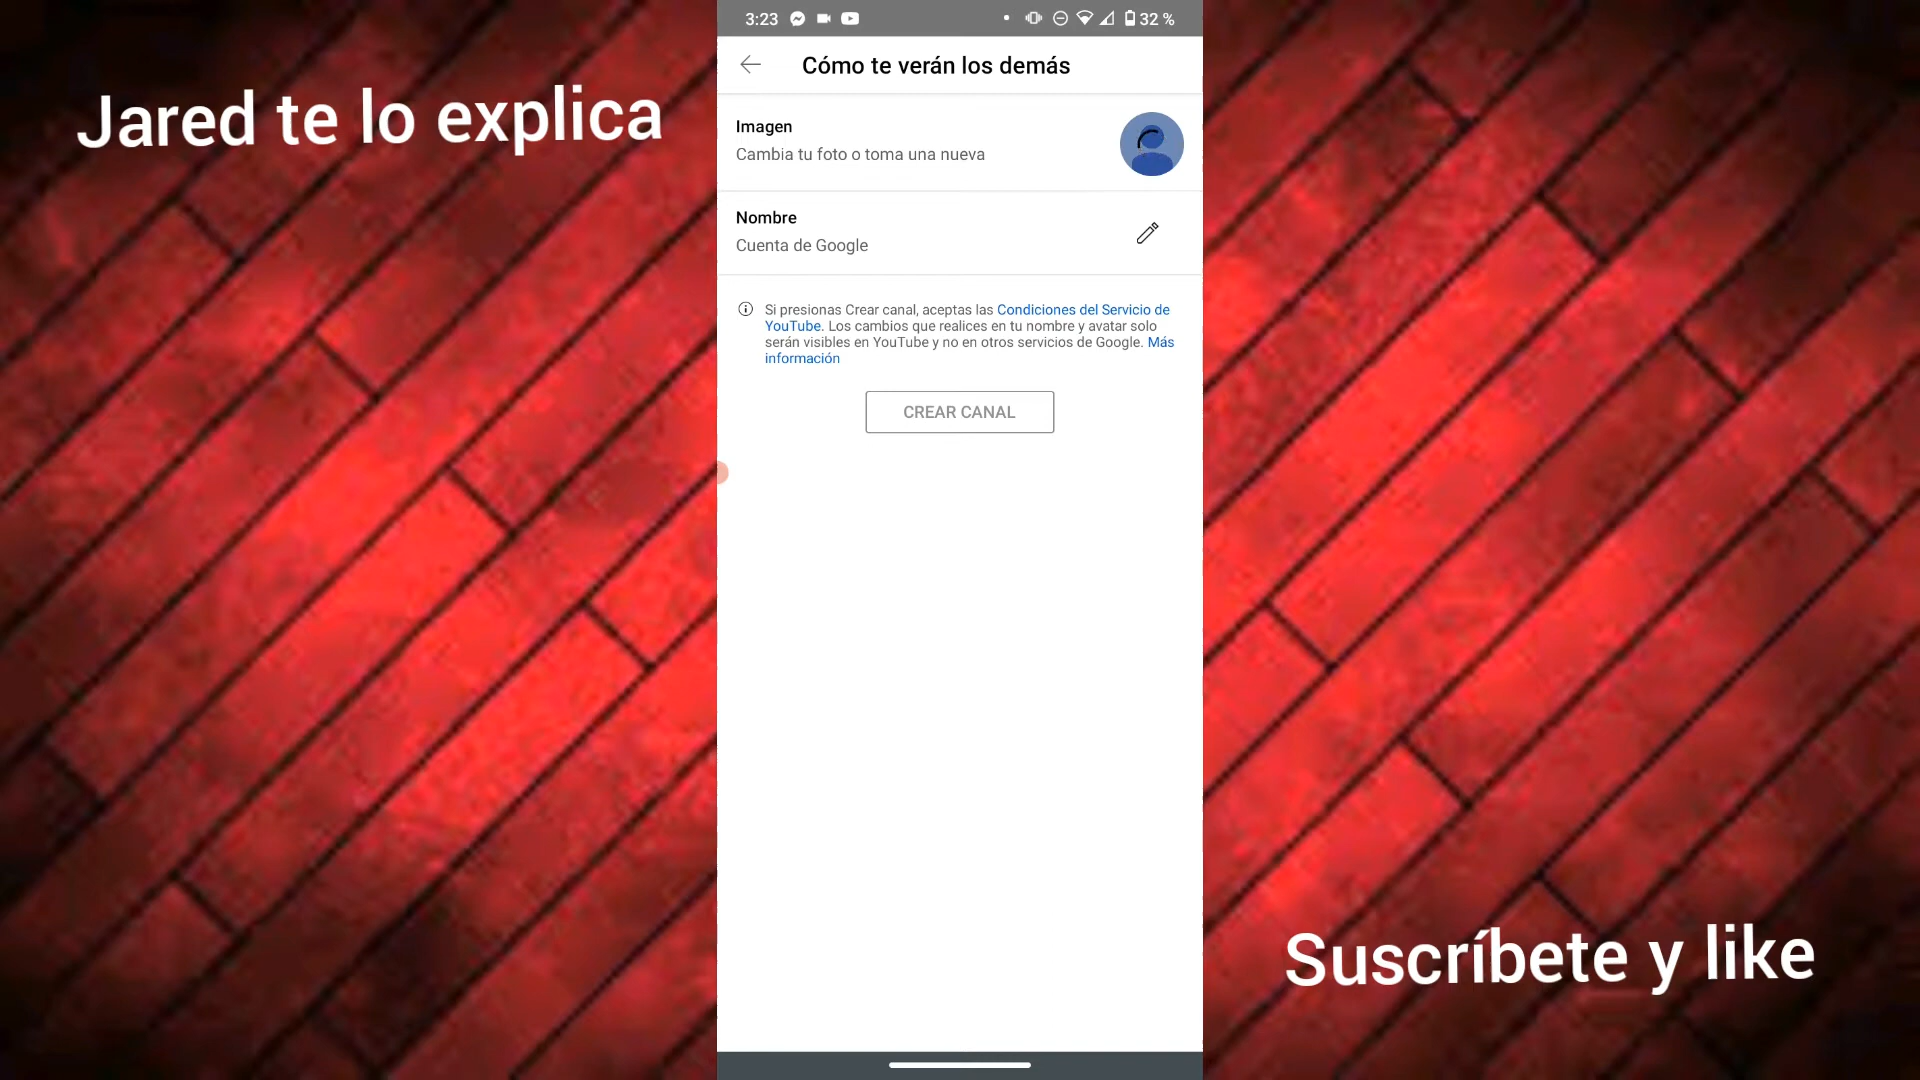 3:23
32 %
Jared te lo explica
Cómo te verán los demás
Imagen
Cambia tu foto o toma una nueva
Nombre
Cuenta de Google
Si presionas Crear canal, aceptas las Condiciones del Servicio de
YouTube. Los cambios que realices en tu nombre y avatar solo
serán visibles en YouTube y no en otros servicios de Google. Más
información
CREAR CANAL
Suscríbete y like